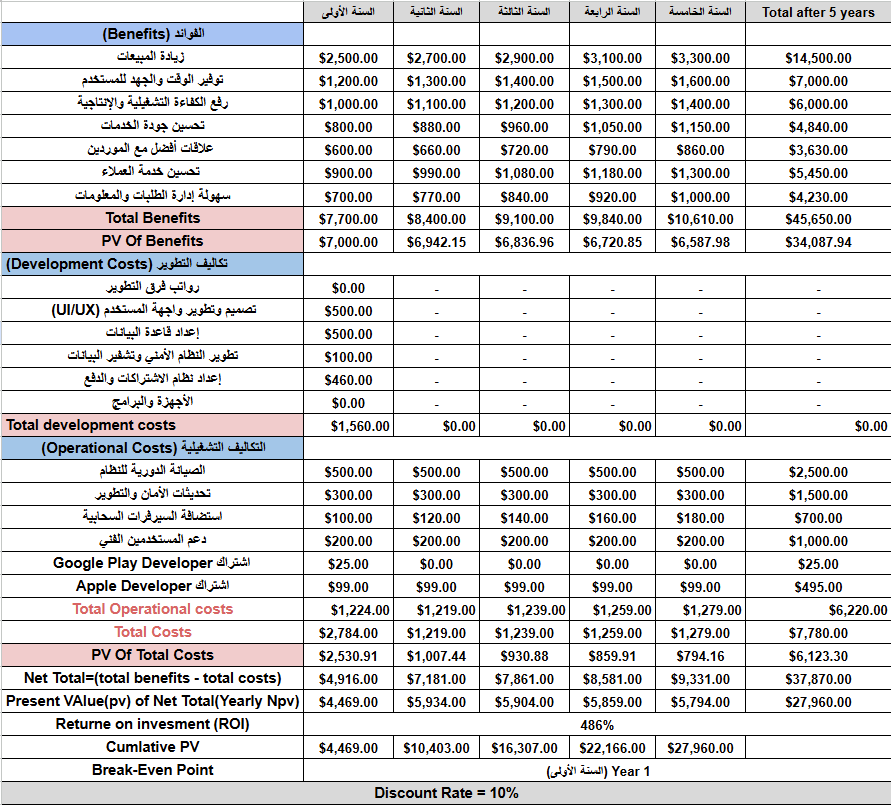 السنة الأولى السنة الثانية السنة الثالثة السنة الرابعة السنة الخامسة Total after 5 years
الفوائد (Benefits)
زيادة المبيعات $2,500.00 $2,700.00 $2,900.00 $3,100.00 $3,300.00 $14,500.00
توفير الوقت والجهد للمستخدم $1,200.00 $1,300.00 $1,400.00 $1,500.00 $1,600.00 $7,000.00
رفع الكفاءة التشغيلية والإنتاجية $1,000.00 $1,100.00 $1,200.00 $1,300.00 $1,400.00 $6,000.00
تحسين جودة الخدمات $800.00 $880.00 $960.00 $1,050.00 $1,150.00 $4,840.00
علاقات أفضل مع الموردين $600.00 $660.00 $720.00 $790.00 $860.00 $3,630.00
تحسين خدمة العملاء $900.00 $990.00 $1,080.00 $1,180.00 $1,300.00 $5,450.00
سهولة إدارة الطلبات والمعلومات $700.00 $770.00 $840.00 $920.00 $1,000.00 $4,230.00
Total Benefits $7,700.00 $8,400.00 $9,100.00 $9,840.00 $10,610.00 $45,650.00
PV Of Benefits $7,000.00 $6,942.15 $6,836.96 $6,720.85 $6,587.98 $34,087.94
تكاليف التطوير (Development Costs)
رواتب فرق التطوير $0.00 - - - - -
تصميم وتطوير واجهة المستخدم (UI/UX) $500.00 - - - - -
إعداد قاعدة البيانات $500.00 - - - - -
تطوير النظام الأمني وتشفير البيانات $100.00 - - - - -
إعداد نظام الاشتراكات والدفع $460.00 - - - - -
الأجهزة والبرامج $0.00 - - - - -
Total development costs $1,560.00 $0.00 $0.00 $0.00 $0.00 $0.00
التكاليف التشغيلية (Operational Costs)
الصيانة الدورية للنظام $500.00 $500.00 $500.00 $500.00 $500.00 $2,500.00
تحديثات الأمان والتطوير $300.00 $300.00 $300.00 $300.00 $300.00 $1,500.00
استضافة السيرفرات السحابية $100.00 $120.00 $140.00 $160.00 $180.00 $700.00
دعم المستخدمين الفني $200.00 $200.00 $200.00 $200.00 $200.00 $1,000.00
اشتراك Google Play Developer $25.00 $0.00 $0.00 $0.00 $0.00 $25.00
اشتراك Apple Developer $99.00 $99.00 $99.00 $99.00 $99.00 $495.00
Total Operational costs $1,224.00 $1,219.00 $1,239.00 $1,259.00 $1,279.00 $6,220.00
Total Costs $2,784.00 $1,219.00 $1,239.00 $1,259.00 $1,279.00 $7,780.00
PV Of Total Costs $2,530.91 $1,007.44 $930.88 $859.91 $794.16 $6,123.30
Net Total=(total benefits - total costs) $4,916.00 $7,181.00 $7,861.00 $8,581.00 $9,331.00 $37,870.00
Present VAlue(pv) of Net Total(Yearly Npv) $4,469.00 $5,934.00 $5,904.00 $5,859.00 $5,794.00 $27,960.00
Returne on invesment (ROI) 486%
Cumlative PV $4,469.00 $10,403.00 $16,307.00 $22,166.00 $27,960.00
Break-Even Point Year 1 (السنة الأولى)
Discount Rate = 10%